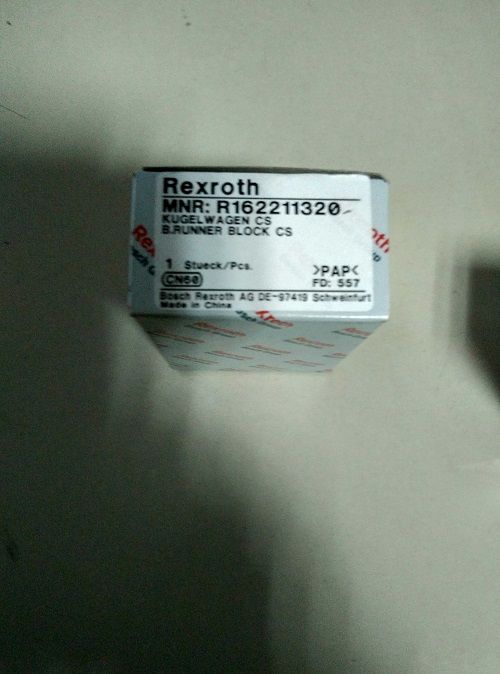 Rexroth
MNR: R162211320
KUGELWAGEN CS
B.RUNNER BLOCK CS
1 Stueck/Pcs.
>PAP<
CN60
FD: 557
Bosch Rexroth AG DE-97419 Schweinfurt
Made in China